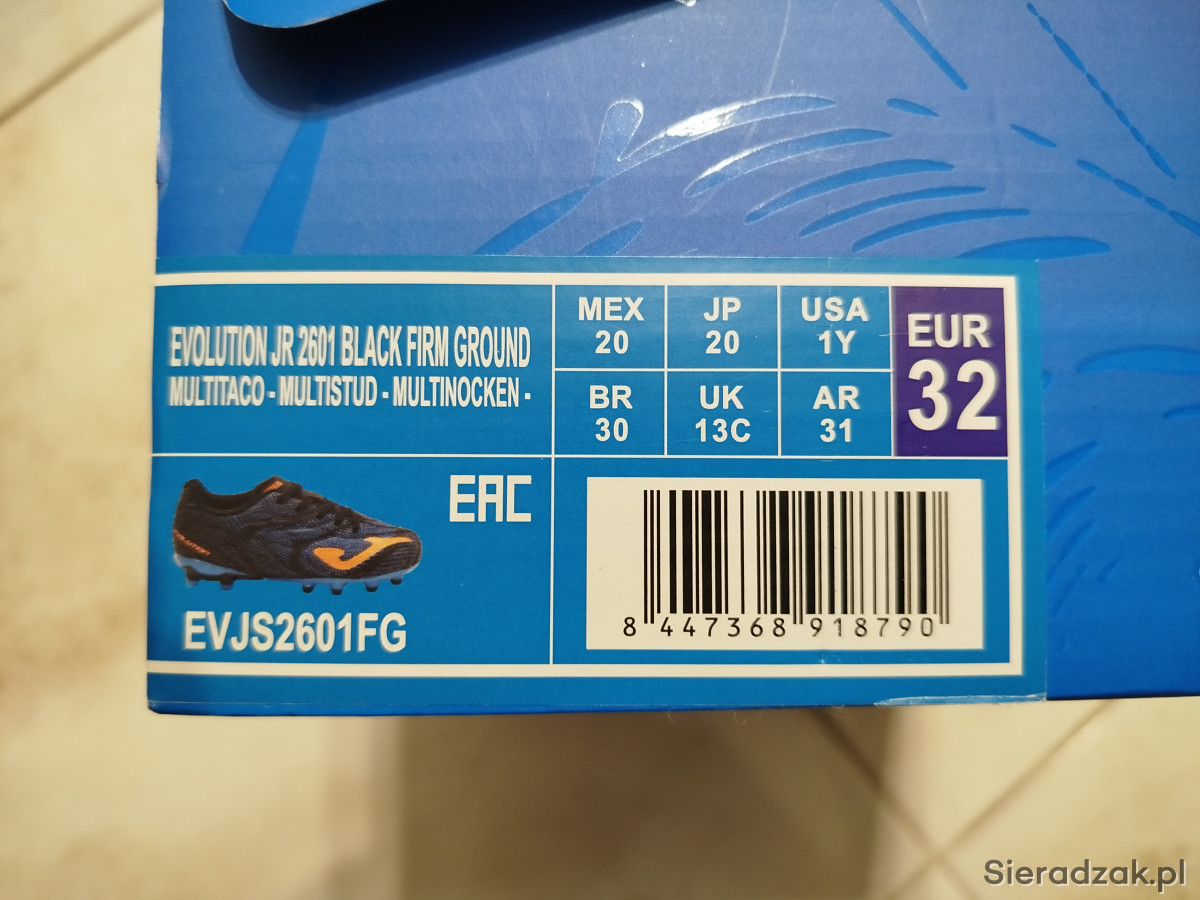 EVOLUTION JR 2601 BLACK FIRM GROUND
MULTITACO - MULTISTUD - MULTINOCKEN -
MEX
20
JP
20
USA
1Y
BR
30
UK
13C
AR
31
EUR
32
EAC
EVJS2601FG
8 447368 918790
Sieradzak.pl